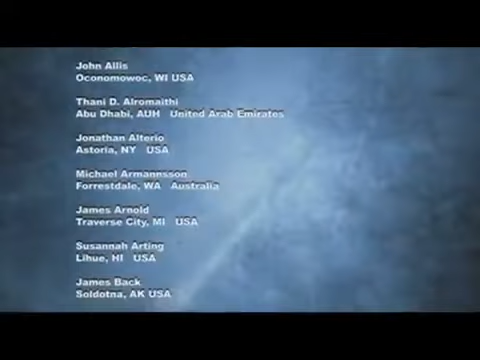 John Allis
Oconomowoc, WI USA
Thani D. Alromaithi
Abu Dhabi, AUH United Arab Emirates
Jonathan Alterio
Astoria, NY USA
Michael Armannsson
Forrestdale, WA Australia
James Arnold
Traverse City, MI USA
Susannah Arting
Lihue, HI USA
James Back
Soldotna, AK USA